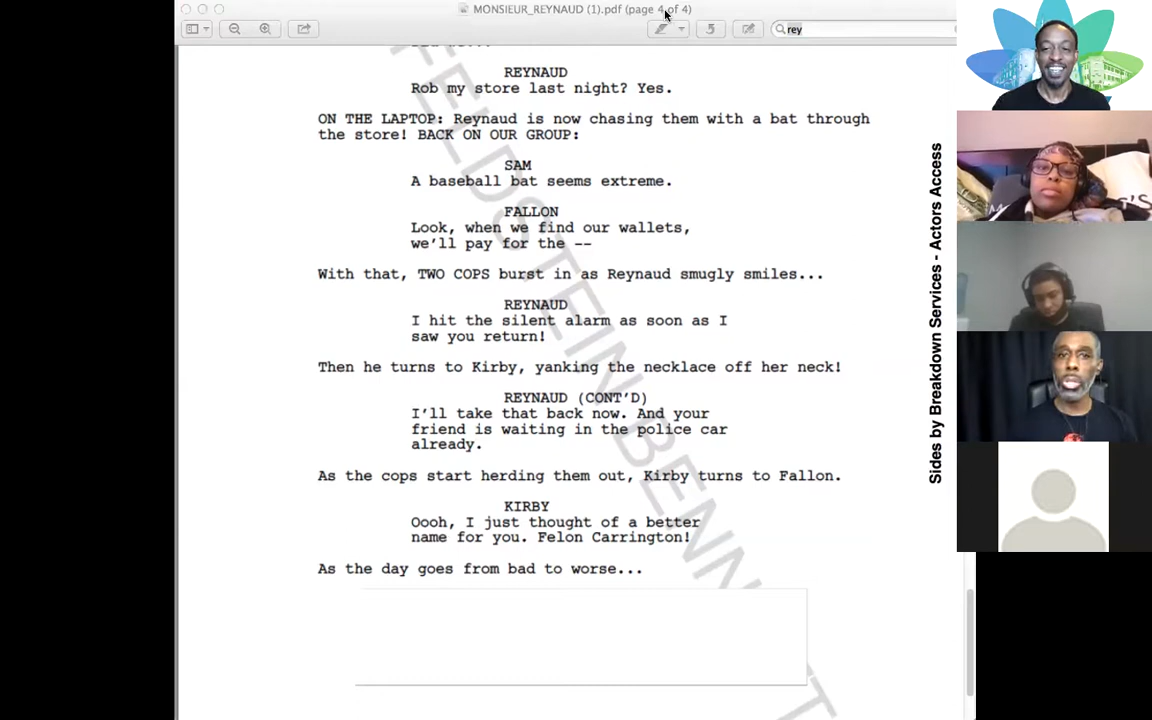 MONSIEUR_REYNAUD (1).pdf (page 4 of 4)
rey
REYNAUD
Rob my store last night? Yes.
ON THE LAPTOP: Reynaud is now chasing them with a bat through
the store! BACK ON OUR GROUP:
SAM
A baseball bat seems extreme.
FALLON
Look, when we find our wallets,
we'll pay for the --
With that, TWO COPS burst in as Reynaud smugly smiles...
REYNAUD
I hit the silent alarm as soon as I
saw you return!
Then he turns to Kirby, yanking the necklace off her neck!
REYNAUD (CONT'D)
I'll take that back now. And your
friend is waiting in the police car
already.
As the cops start herding them out, Kirby turns to Fallon.
KIRBY
Oooh, I just thought of a better
name for you. Felon Carrington!
As the day goes from bad to worse...
FELDSTEIN BENN
Sides by Breakdown Services - Actors Access